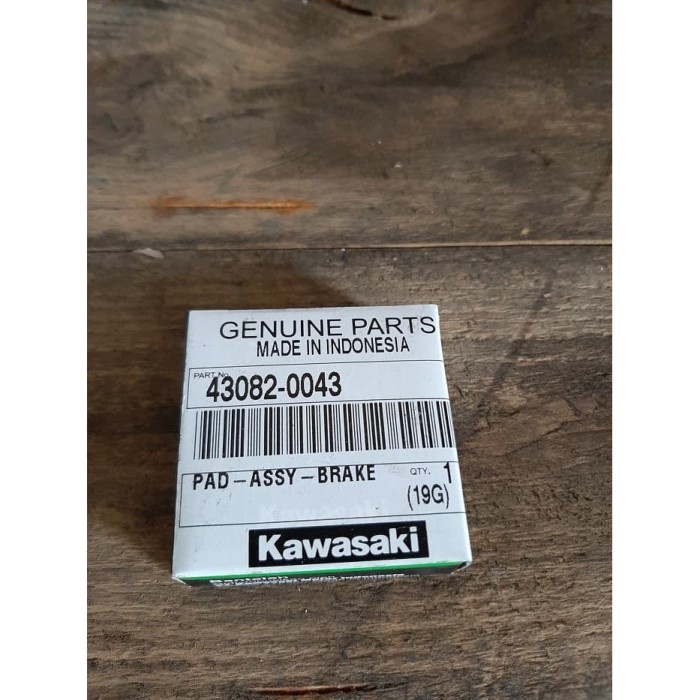 GENUINE PARTS
MADE IN INDONESIA
PART No.
43082-0043
PAD-ASSY-BRAKE QTY. 1
(19G)
Kawasaki